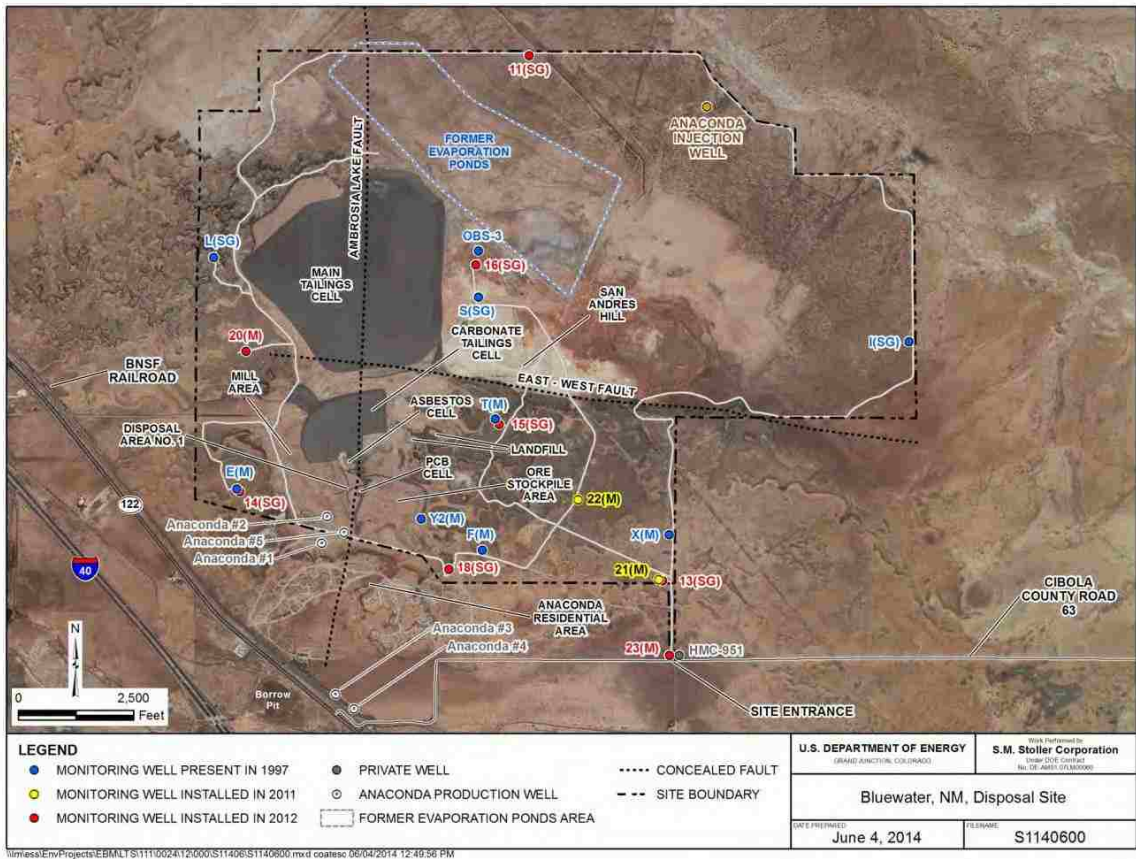 11(SG)
ANACONDA
INJECTION
WELL
FORMER
EVAPORATION
PONDS
AMBROSIA LAKE FAULT
L(SG)
OBS-3
16(SG)
MAIN
TAILINGS
CELL
S(SG)
SAN
ANDRES
HILL
CARBONATE
TAILINGS
CELL
20(M)
I(SG)
BNSF
RAILROAD
MILL
AREA
EAST - WEST FAULT
ASBESTOS
CELL
T(M)
15(SG)
DISPOSAL
AREA NO. 1
LANDFILL
PCB
CELL
ORE
STOCKPILE
AREA
E(M)
14(SG)
22(M)
122
Anaconda #2
Y2(M)
Anaconda #5
F(M)
X(M)
Anaconda #1
40
18(SG)
21(M)
13(SG)
CIBOLA
COUNTY ROAD
63
ANACONDA
RESIDENTIAL
AREA
N
Anaconda #3
Anaconda #4
23(M)
HMC-951
0 2,500
Feet
Borrow
Pit
SITE ENTRANCE
LEGEND
MONITORING WELL PRESENT IN 1997
MONITORING WELL INSTALLED IN 2011
MONITORING WELL INSTALLED IN 2012
PRIVATE WELL
ANACONDA PRODUCTION WELL
FORMER EVAPORATION PONDS AREA
CONCEALED FAULT
SITE BOUNDARY
U.S. DEPARTMENT OF ENERGY
GRAND JUNCTION, COLORADO
Work Performed by
S.M. Stoller Corporation
Under DOE Contract
Bluewater, NM, Disposal Site
DATE PREPARED:
June 4, 2014
FILENAME:
S1140600